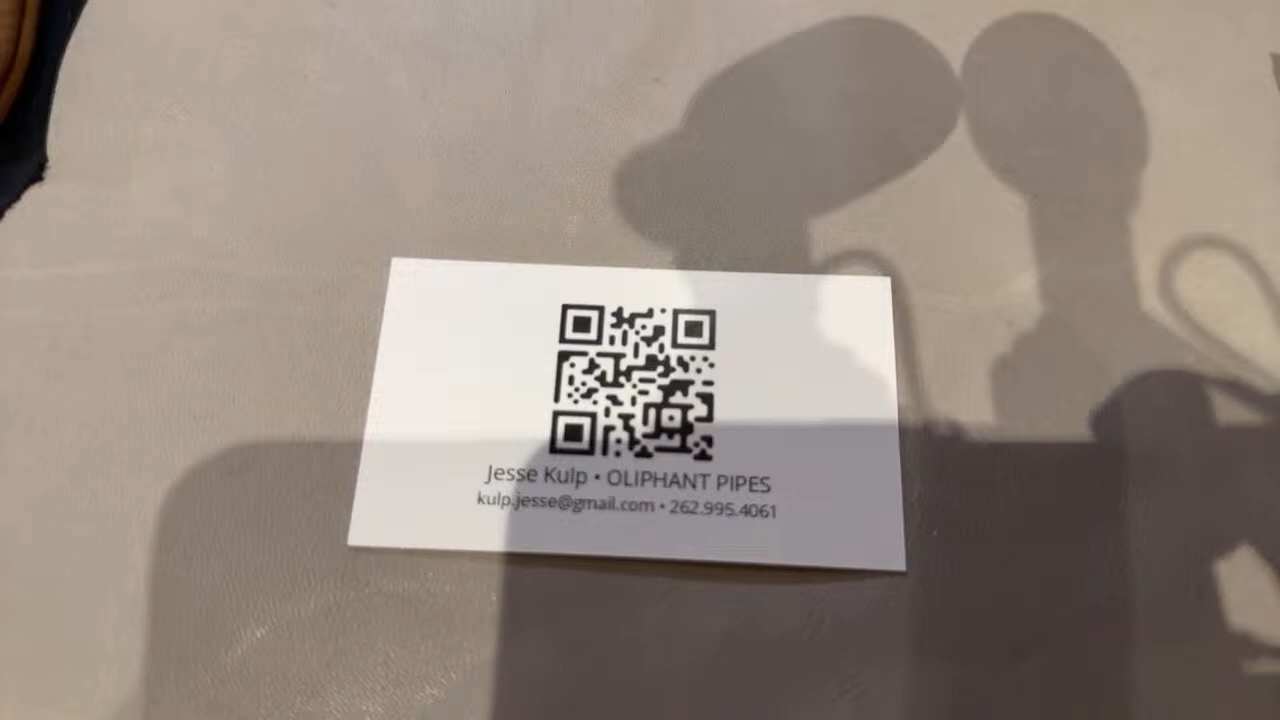 Jesse Kulp • OLIPHANT PIPES
kulp.jesse@gmail.com • 262.995.4061